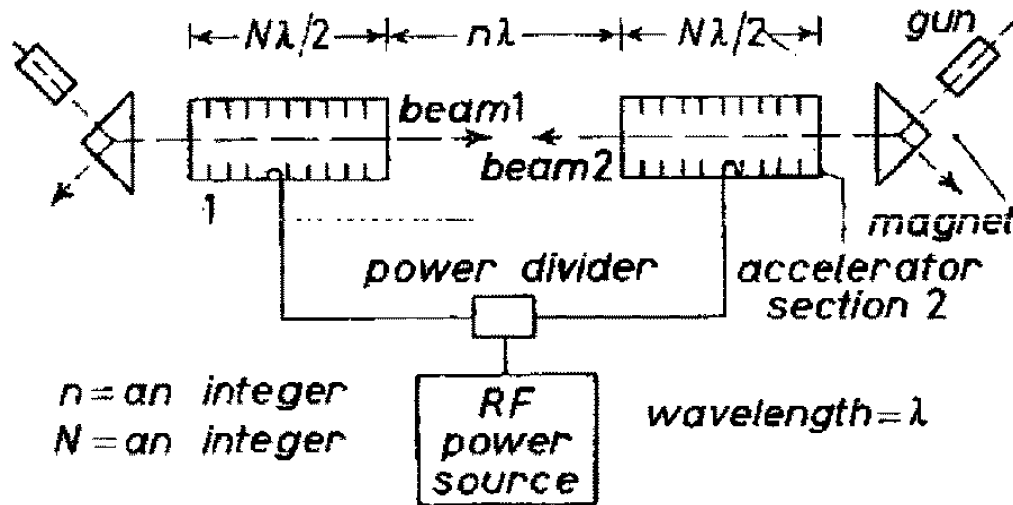 Nλ/2 nλ Nλ/2 gun
beam1
beam2
1
magnet
power divider
accelerator
section 2
n = an integer
N = an integer
RF
power
source
wavelength = λ